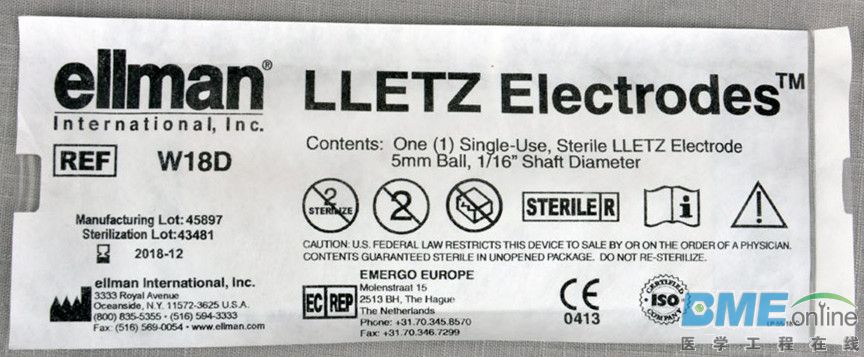 ellman®
International, Inc.
LLETZ Electrodes™
REF W18D
Contents: One (1) Single-Use, Sterile LLETZ Electrode
5mm Ball, 1/16" Shaft Diameter
Manufacturing Lot: 45897
Sterilization Lot: 43481
2018-12
2
STERILIZE
2
STERILE R
i
!
CAUTION: U.S. FEDERAL LAW RESTRICTS THIS DEVICE TO SALE BY OR ON THE ORDER OF A PHYSICIAN.
CONTENTS GUARANTEED STERILE IN UNOPENED PACKAGE. DO NOT RE-STERILIZE.
ellman International, Inc.
3333 Royal Avenue
Oceanside, N.Y. 11572-3625 U.S.A.
(800) 835-5355 • (516) 594-3333
Fax: (516) 569-0054 • www.ellman.com
EC REP
EMERGO EUROPE
Molenstraat 15
2513 BH, The Hague
The Netherlands
Phone: +31.70.345.8570
Fax: +31.70.346.7299
CE
0413
CERTIFIED
ISO
COMPANY
BMEonline
医学工程在线